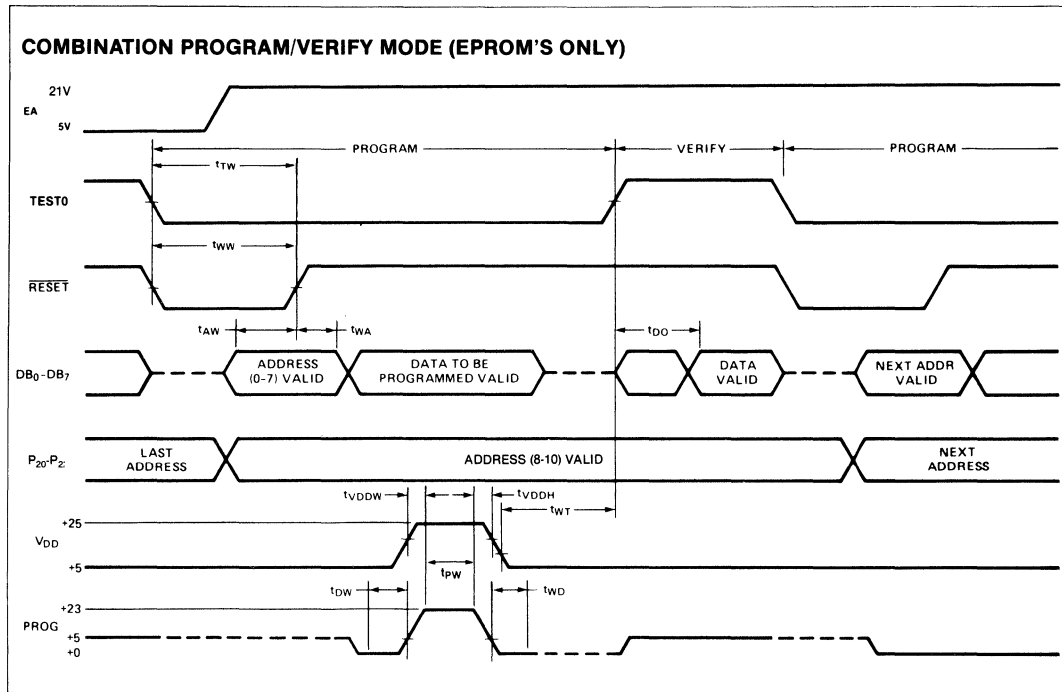 COMBINATION PROGRAM/VERIFY MODE (EPROM'S ONLY)
21V
EA
5V
PROGRAM
VERIFY
PROGRAM
tTW
TEST0
tWW
RESET
tAW
tWA
tDO
DB0-DB7
ADDRESS
(0-7) VALID
DATA TO BE
PROGRAMMED VALID
DATA
VALID
NEXT ADDR
VALID
P20-P2:
LAST
ADDRESS
ADDRESS (8-10) VALID
NEXT
ADDRESS
tVDDW
tVDDH
tWT
+25
VDD
+5
tPW
tDW
tWD
+23
PROG
+5
+0